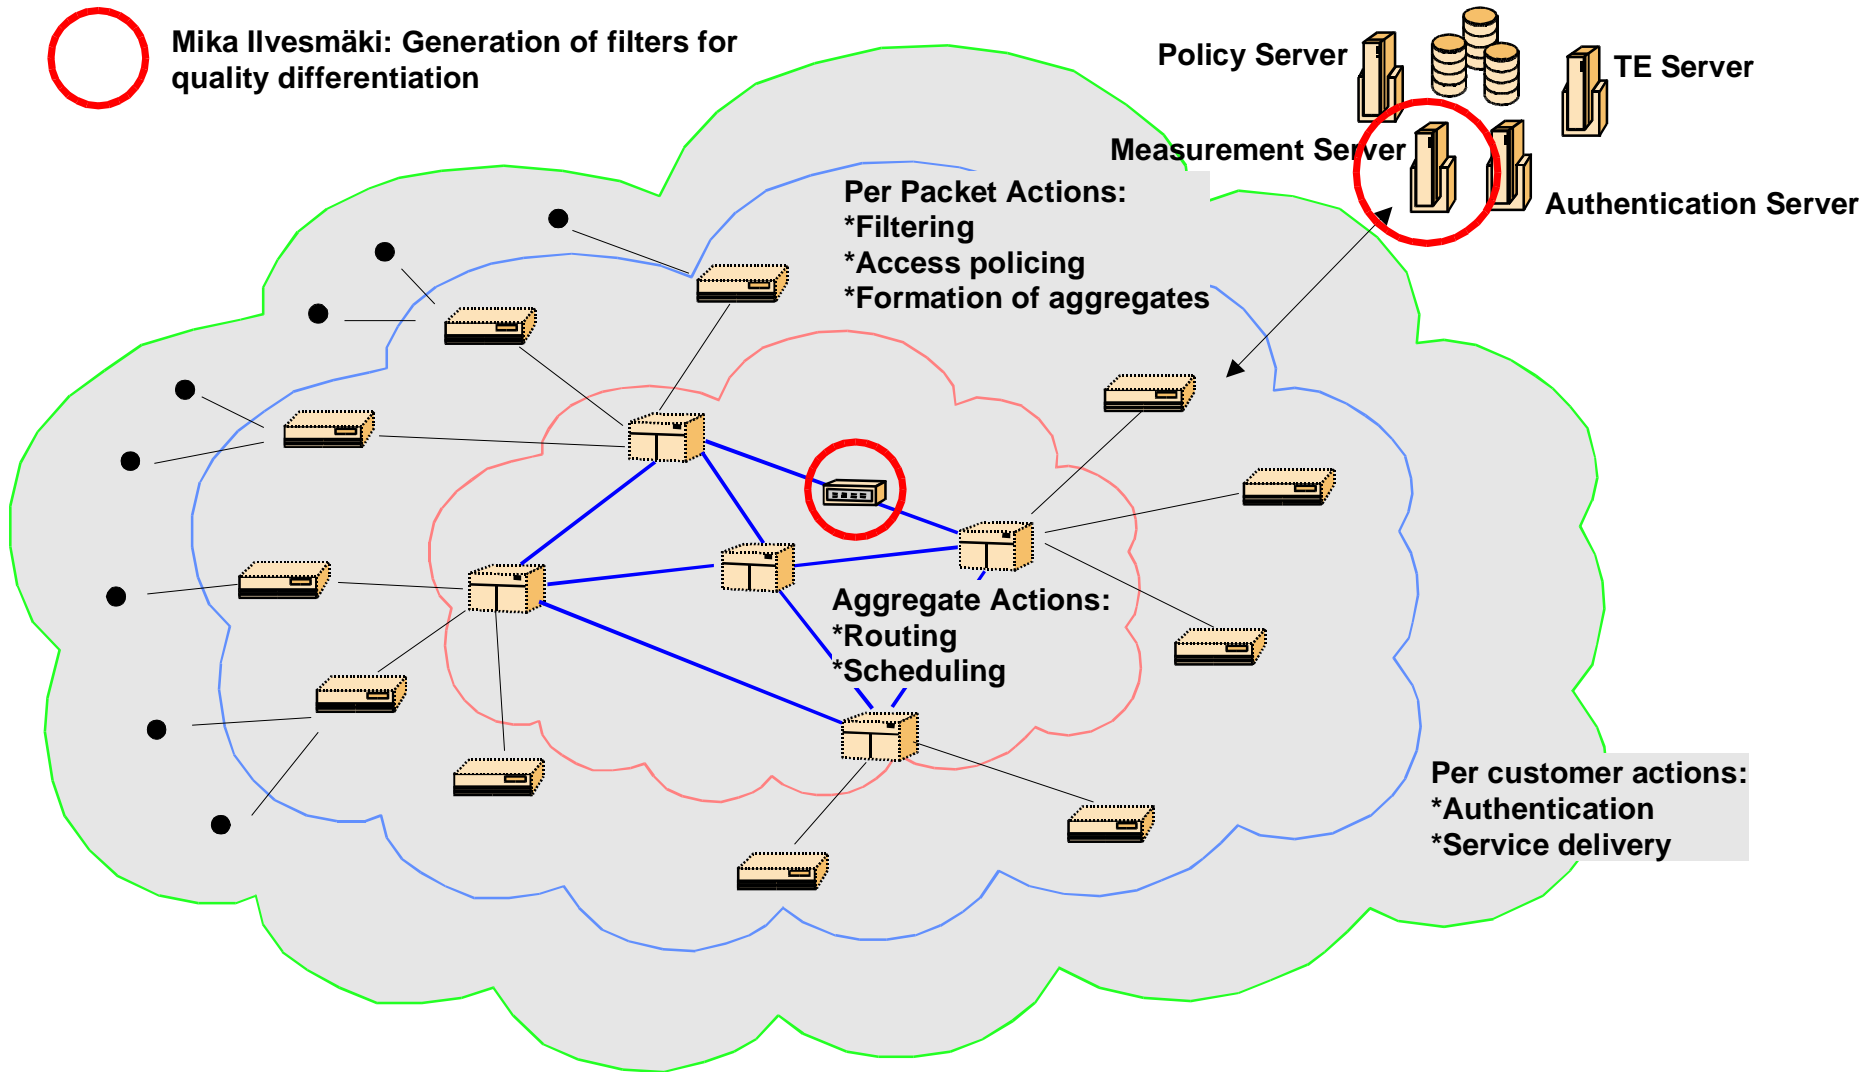 Mika Ilvesmäki: Generation of filters for
quality differentiation
Policy Server
TE Server
Measurement Server
Authentication Server
Per Packet Actions:
*Filtering
*Access policing
*Formation of aggregates
Aggregate Actions:
*Routing
*Scheduling
Per customer actions:
*Authentication
*Service delivery